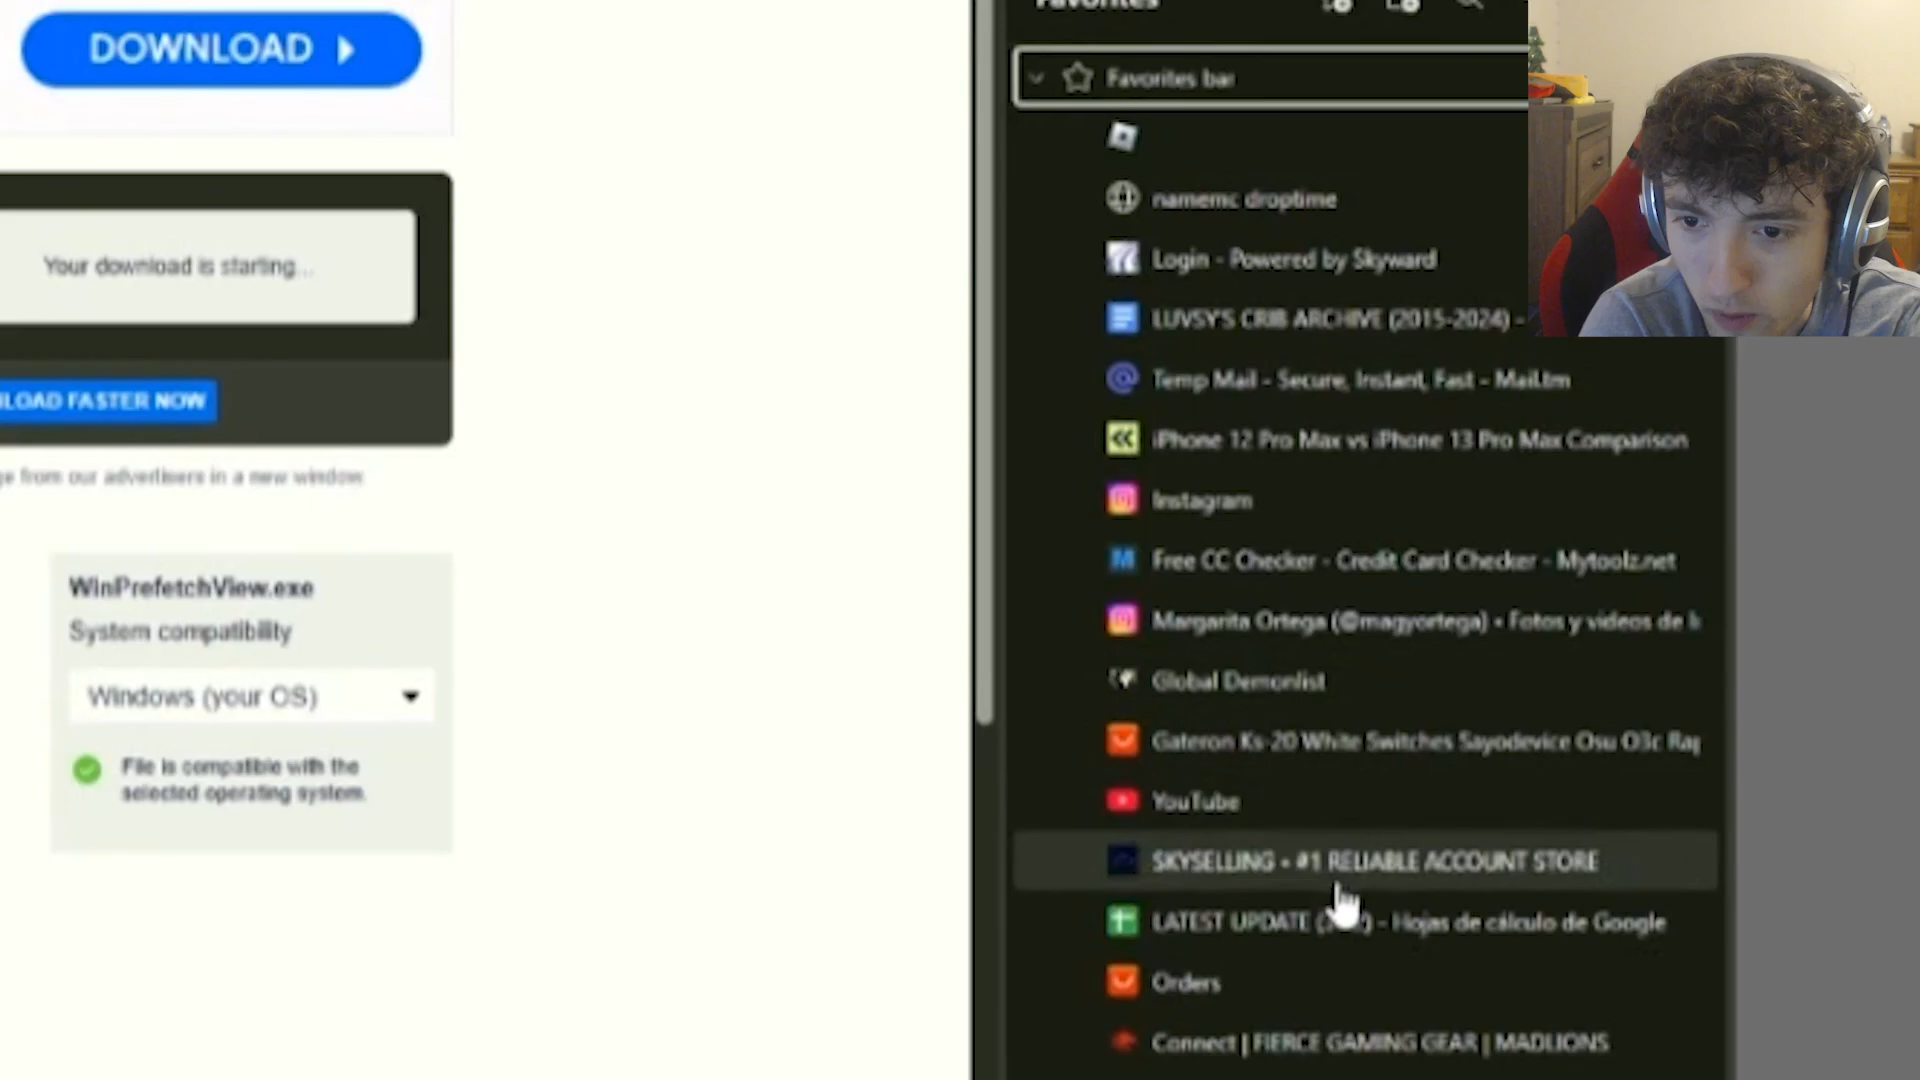 DOWNLOAD
Your download is starting...
LOAD FASTER NOW
from our advertisers in a new window
WinPrefetchView.exe
System compatibility
Windows (your OS)
File is compatible with the
selected operating system.
Favorites
Favorites bar
namemc droptime
Login - Powered by Skyward
LUVSY'S CRIB ARCHIVE (2015-2024) -
Temp Mail - Secure, Instant, Fast - Mail.tm
iPhone 12 Pro Max vs iPhone 13 Pro Max Comparison
Instagram
Free CC Checker - Credit Card Checker - Mytoolz.net
Margarita Ortega (@magyortega) • Fotos y videos de
Global Demonlist
Gateron Ks-20 White Switches Sayodevice Osu O3c
YouTube
SKYSELLING - #1 RELIABLE ACCOUNT STORE
LATEST UPDATE - Hojas de cálculo de Google
Orders
Connect | FIERCE GAMING GEAR | MADLIONS